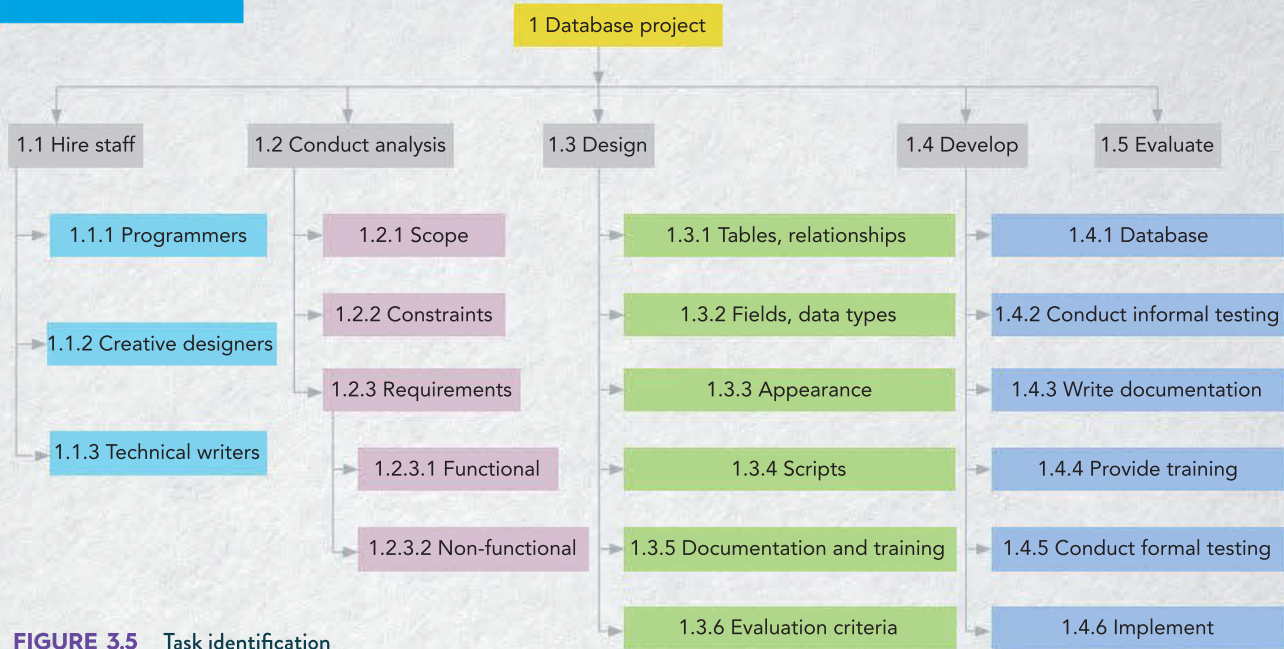 1 Database project
1.1 Hire staff
1.2 Conduct analysis
1.3 Design
1.4 Develop
1.5 Evaluate
1.1.1 Programmers
1.1.2 Creative designers
1.1.3 Technical writers
1.2.1 Scope
1.2.2 Constraints
1.2.3 Requirements
1.2.3.1 Functional
1.2.3.2 Non-functional
1.3.1 Tables, relationships
1.3.2 Fields, data types
1.3.3 Appearance
1.3.4 Scripts
1.3.5 Documentation and training
1.3.6 Evaluation criteria
1.4.1 Database
1.4.2 Conduct informal testing
1.4.3 Write documentation
1.4.4 Provide training
1.4.5 Conduct formal testing
1.4.6 Implement
FIGURE 3.5 Task identification